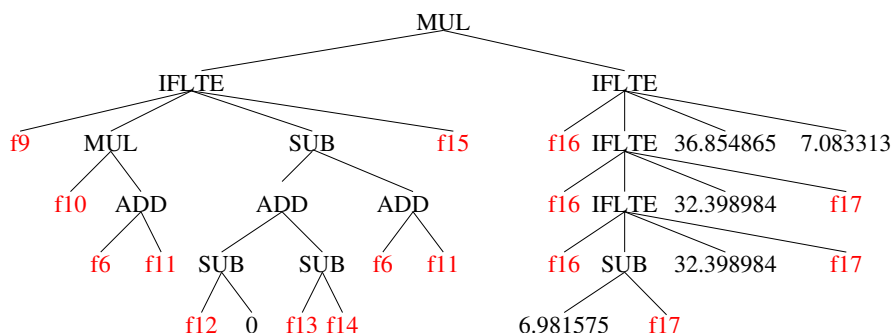 MUL
IFLTE IFLTE
f9 MUL SUB f15 f16 IFLTE 36.854865 7.083313
f10 ADD ADD ADD f16 IFLTE 32.398984 f17
f6 f11 SUB SUB f6 f11 f16 SUB 32.398984 f17
f12 0 f13 f14 6.981575 f17